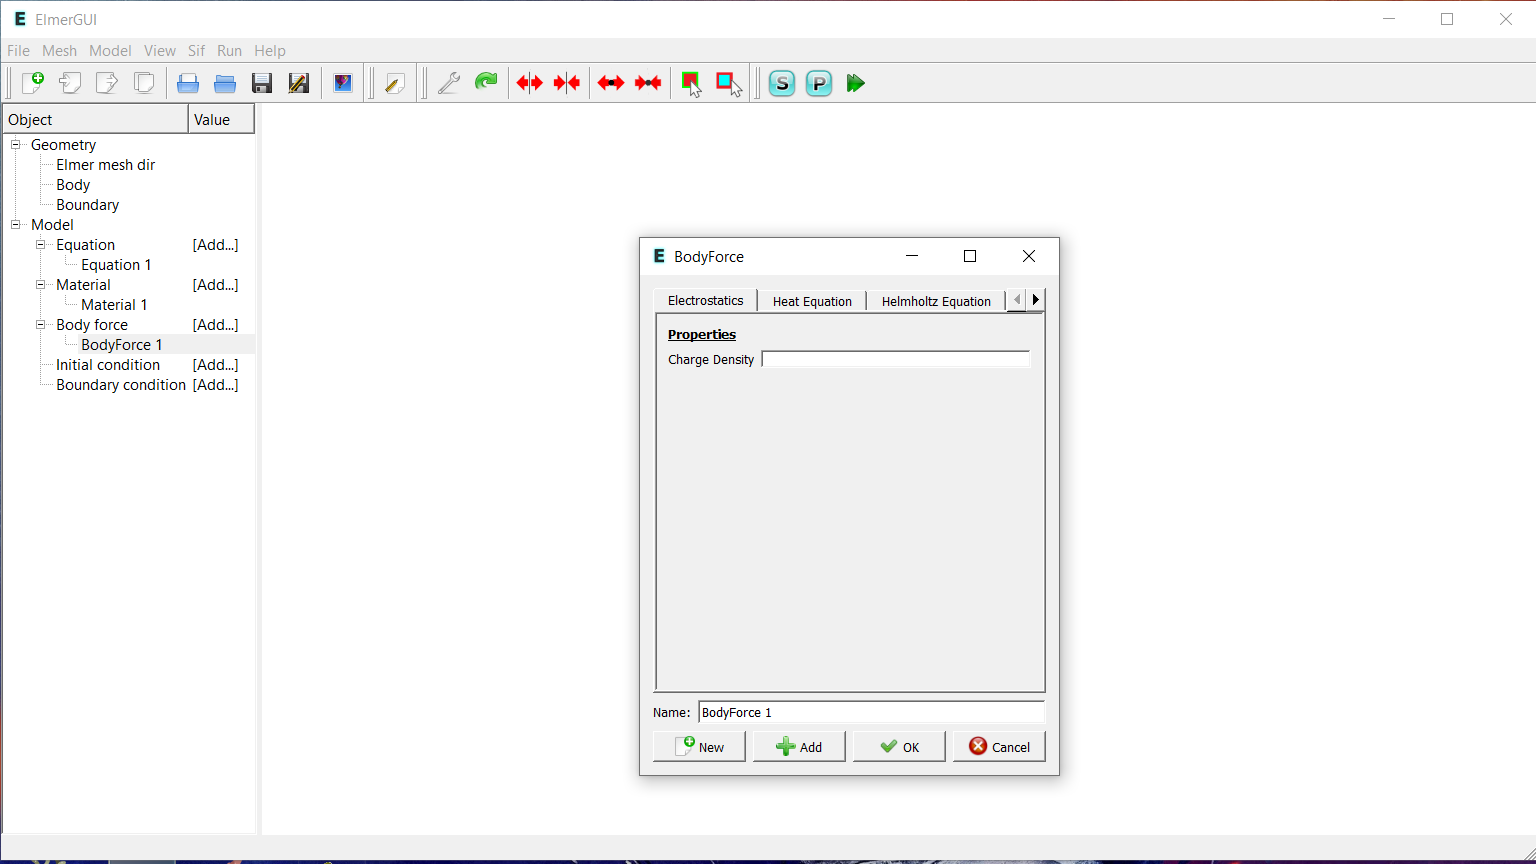 E ElmerGUI
File Mesh Model View Sif Run Help
S P
Object Value
Geometry
Elmer mesh dir
Body
Boundary
Model
Equation [Add...]
Equation 1
Material [Add...]
Material 1
Body force [Add...]
BodyForce 1
Initial condition [Add...]
Boundary condition [Add...]
E BodyForce
Electrostatics Heat Equation Helmholtz Equation
Properties
Charge Density
Name: BodyForce 1
New Add OK Cancel